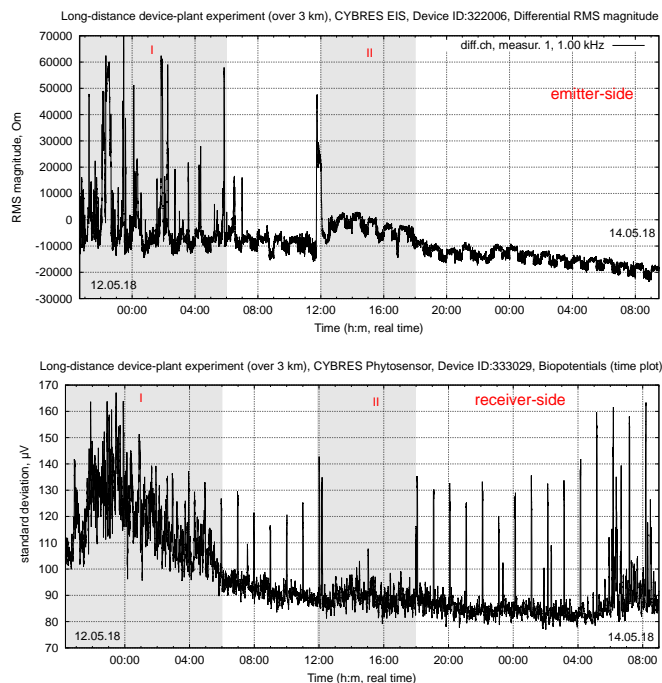 Long-distance device-plant experiment (over 3 km), CYBRES EIS, Device ID:322006, Differential RMS magnitude
70000
60000
50000
40000
30000
20000
10000
0
-10000
-20000
-30000
RMS magnitude, Om
I
II
diff.ch, measur. 1, 1.00 kHz
emitter-side
12.05.18
14.05.18
00:00 04:00 08:00 12:00 16:00 20:00 00:00 04:00 08:00
Time (h:m, real time)
Long-distance device-plant experiment (over 3 km), CYBRES Phytosensor, Device ID:333029, Biopotentials (time plot)
170
160
150
140
130
120
110
100
90
80
70
standard deviation, μV
I
II
receiver-side
12.05.18
14.05.18
00:00 04:00 08:00 12:00 16:00 20:00 00:00 04:00 08:00
Time (h:m, real time)